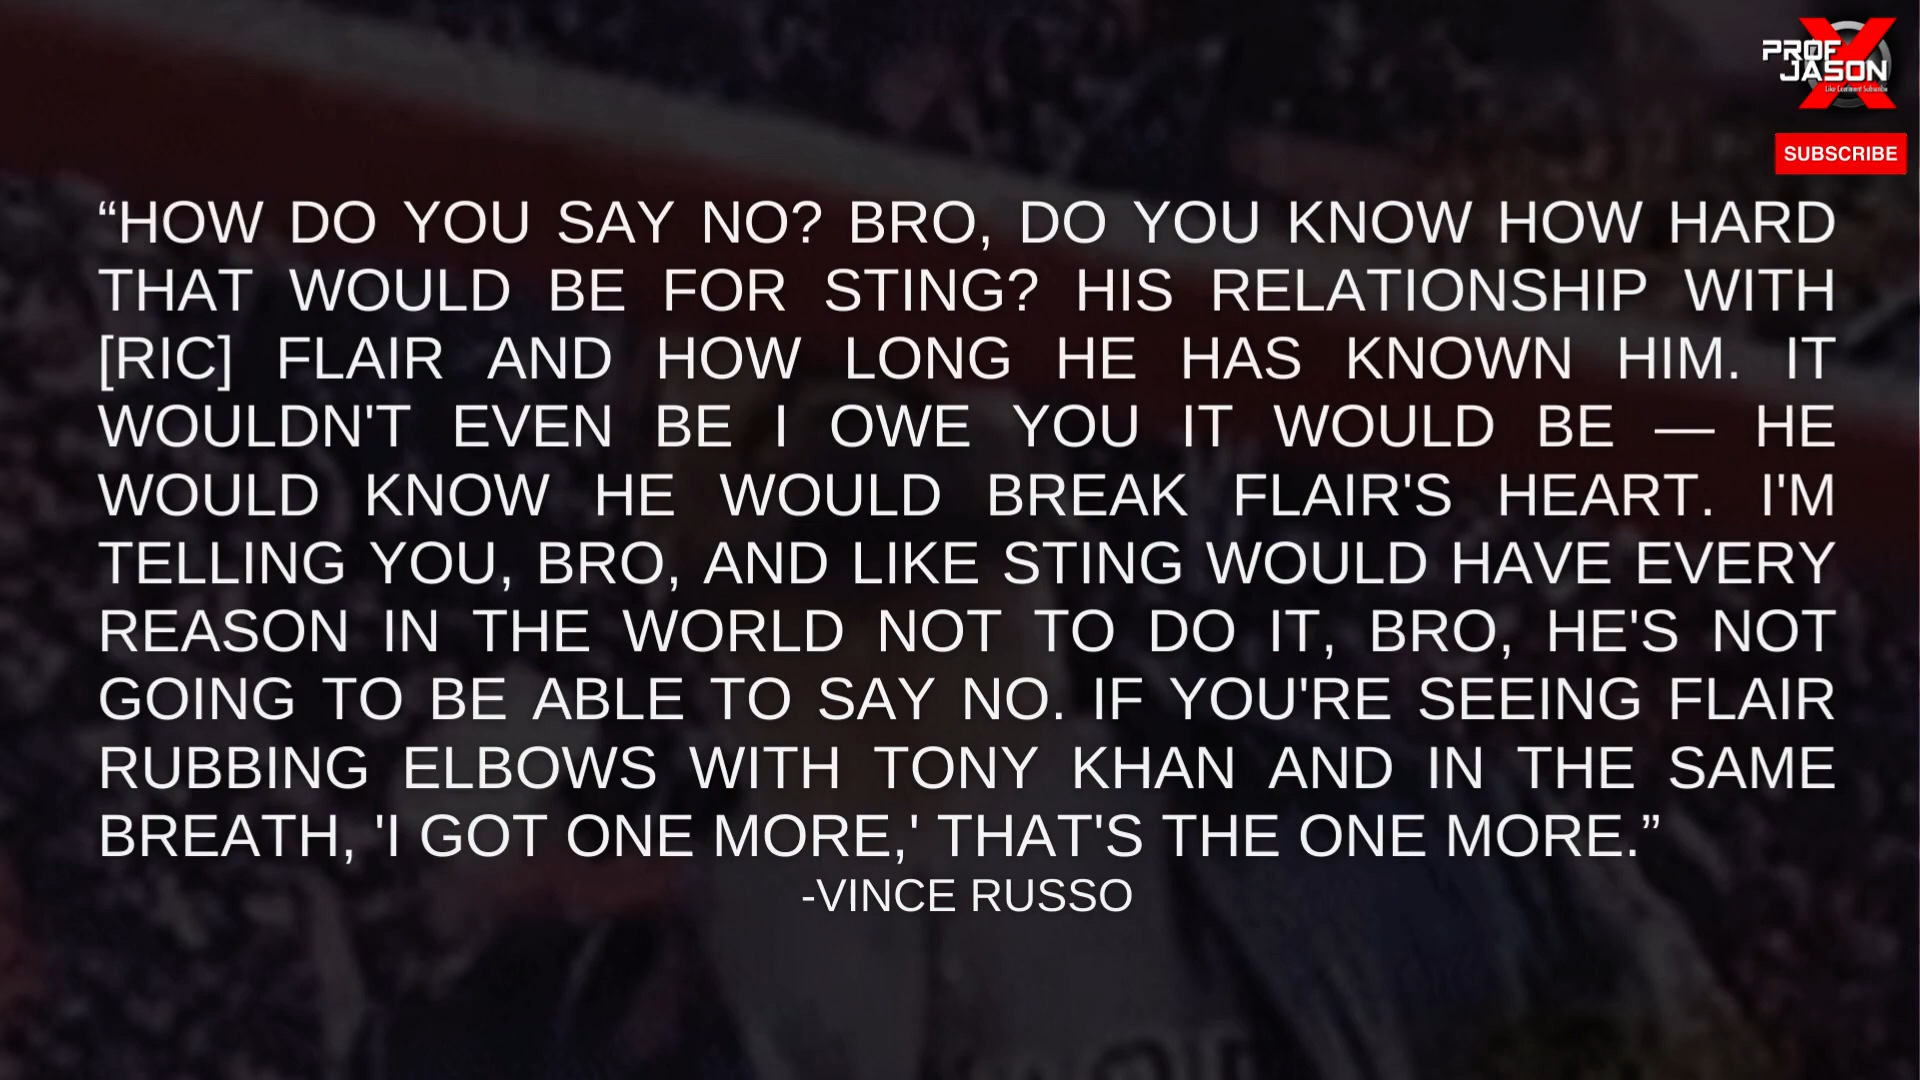 PROF
JASON
Like Comment Subscribe
SUBSCRIBE
“HOW DO YOU SAY NO? BRO, DO YOU KNOW HOW HARD
THAT WOULD BE FOR STING? HIS RELATIONSHIP WITH
[RIC] FLAIR AND HOW LONG HE HAS KNOWN HIM. IT
WOULDN'T EVEN BE I OWE YOU IT WOULD BE — HE
WOULD KNOW HE WOULD BREAK FLAIR'S HEART. I'M
TELLING YOU, BRO, AND LIKE STING WOULD HAVE EVERY
REASON IN THE WORLD NOT TO DO IT, BRO, HE'S NOT
GOING TO BE ABLE TO SAY NO. IF YOU'RE SEEING FLAIR
RUBBING ELBOWS WITH TONY KHAN AND IN THE SAME
BREATH, 'I GOT ONE MORE,' THAT'S THE ONE MORE.”
-VINCE RUSSO